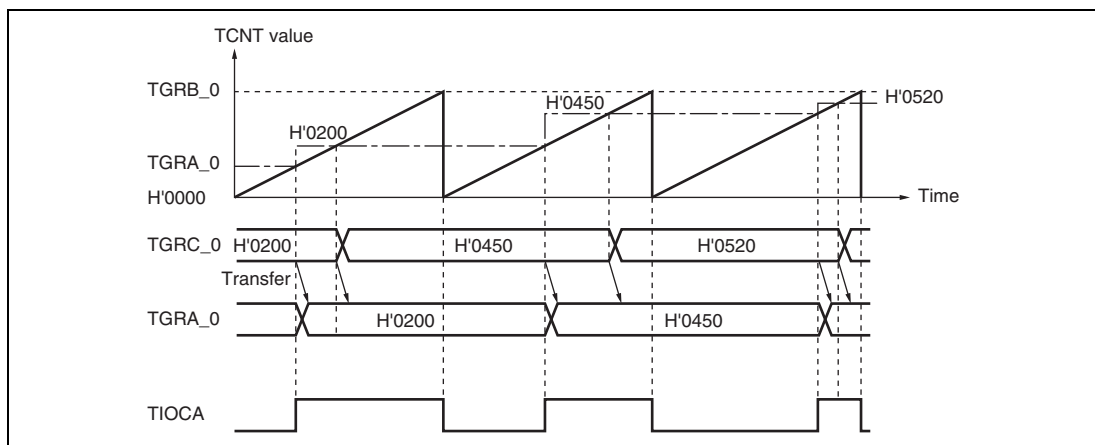 TCNT value
TGRB_0
H'0450
H'0520
H'0200
TGRA_0
H'0000
Time
TGRC_0
H'0200
H'0450
H'0520
Transfer
TGRA_0
H'0200
H'0450
TIOCA